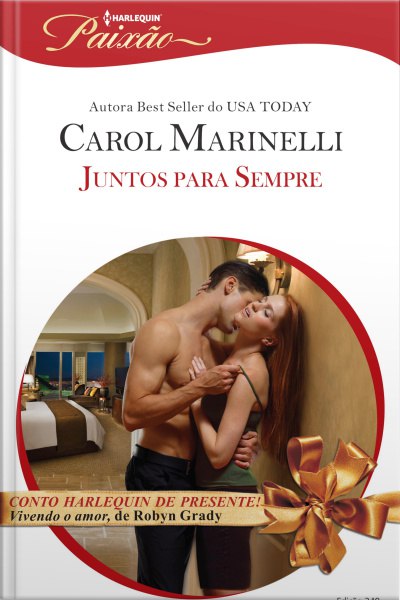 HARLEQUIN
Paixão
Autora Best Seller do USA TODAY
CAROL MARINELLI
JUNTOS PARA SEMPRE
CONTO HARLEQUIN DE PRESENTE!
Vivendo o amor, de Robyn Grady